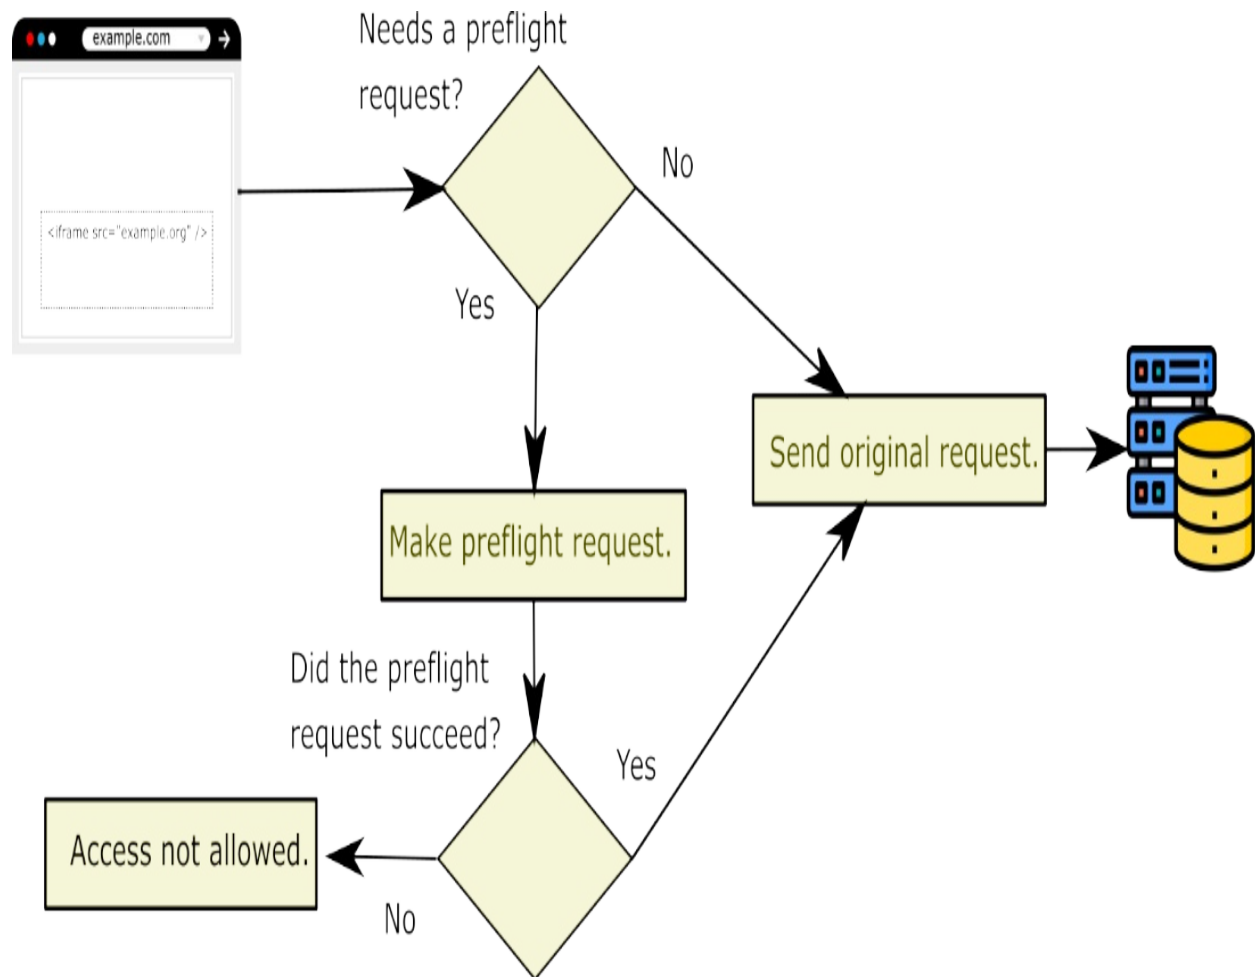 example.com
Needs a preflight
request?
No
<iframe src="example.org" />
Yes
Send original request.
Make preflight request.
Did the preflight
request succeed?
Yes
Access not allowed.
No